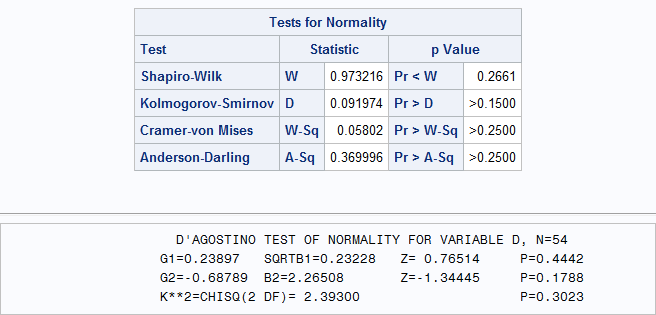 Tests for Normality
Test Statistic p Value
Shapiro-Wilk W 0.973216 Pr < W 0.2661
Kolmogorov-Smirnov D 0.091974 Pr > D >0.1500
Cramer-von Mises W-Sq 0.05802 Pr > W-Sq >0.2500
Anderson-Darling A-Sq 0.369996 Pr > A-Sq >0.2500
D'AGOSTINO TEST OF NORMALITY FOR VARIABLE D, N=54
G1=0.23897 SQRTB1=0.23228 Z= 0.76514 P=0.4442
G2=-0.68789 B2=2.26508 Z=-1.34445 P=0.1788
K**2=CHISQ(2 DF)= 2.39300 P=0.3023